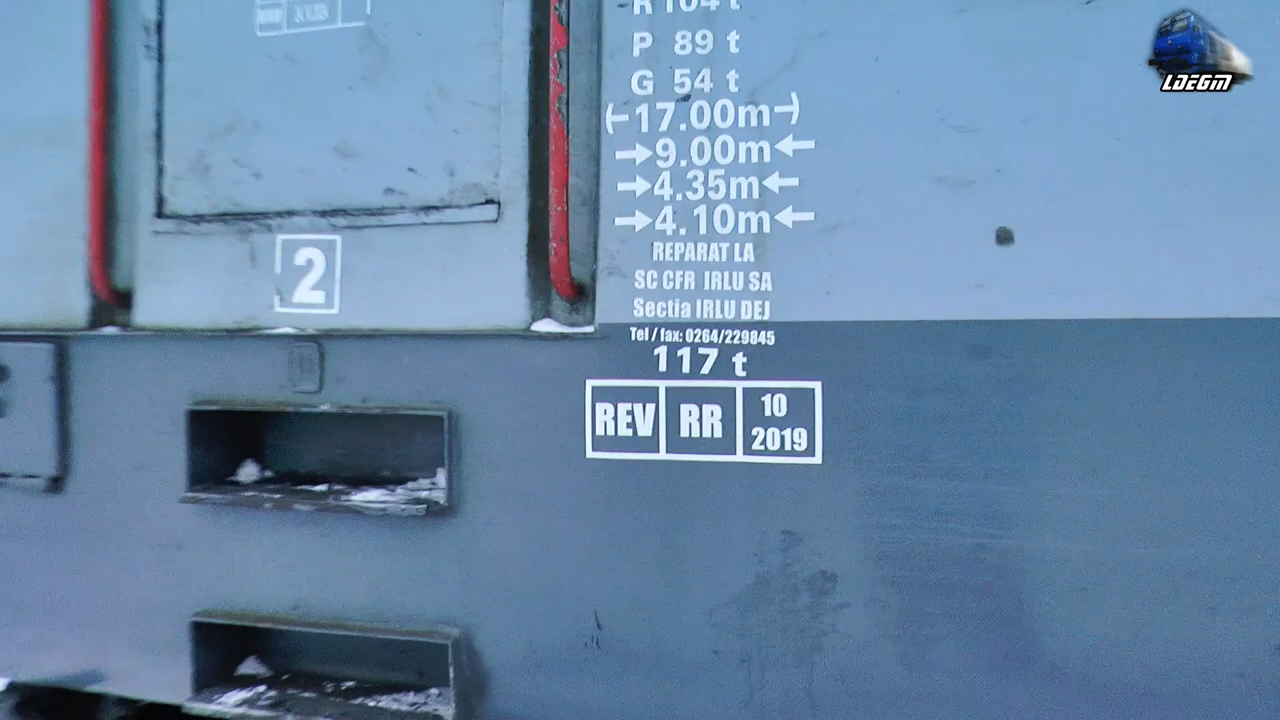 R 104 t
P 89 t
G 54 t
17.00m
→9.00m←
→4.35m←
→4.10m←
REPARAT LA
SC CFR IRLU SA
Sectia IRLU DEJ
Tel / fax: 0264/229845
117 t
REV RR 10
2019
2
LDEGM